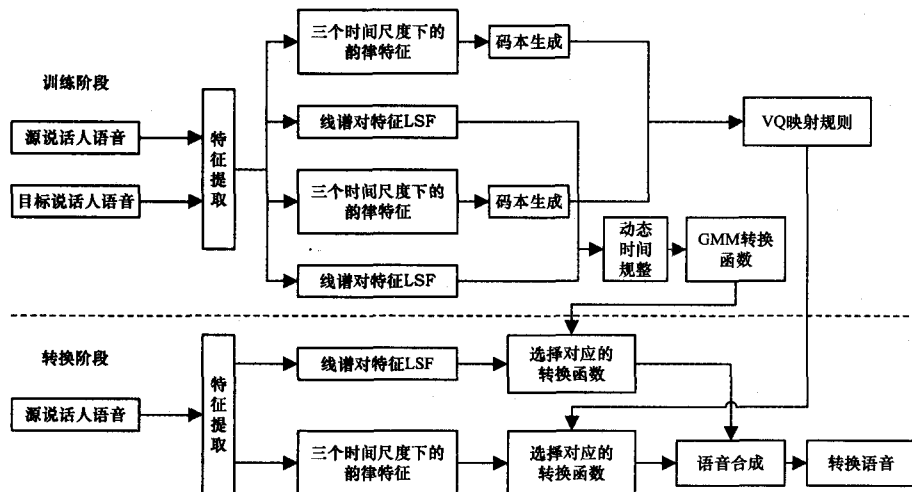 三个时间尺度下的
韵律特征
码本生成
训练阶段
源说话人语音
目标说话人语音
特
征
提
取
线谱对特征LSF
VQ映射规则
三个时间尺度下的
韵律特征
码本生成
动态
时间
规整
GMM转换
函数
线谱对特征LSF
转换阶段
源说话人语音
特
征
提
取
线谱对特征LSF
选择对应的
转换函数
三个时间尺度下的
韵律特征
选择对应的
转换函数
语音合成
转换语音